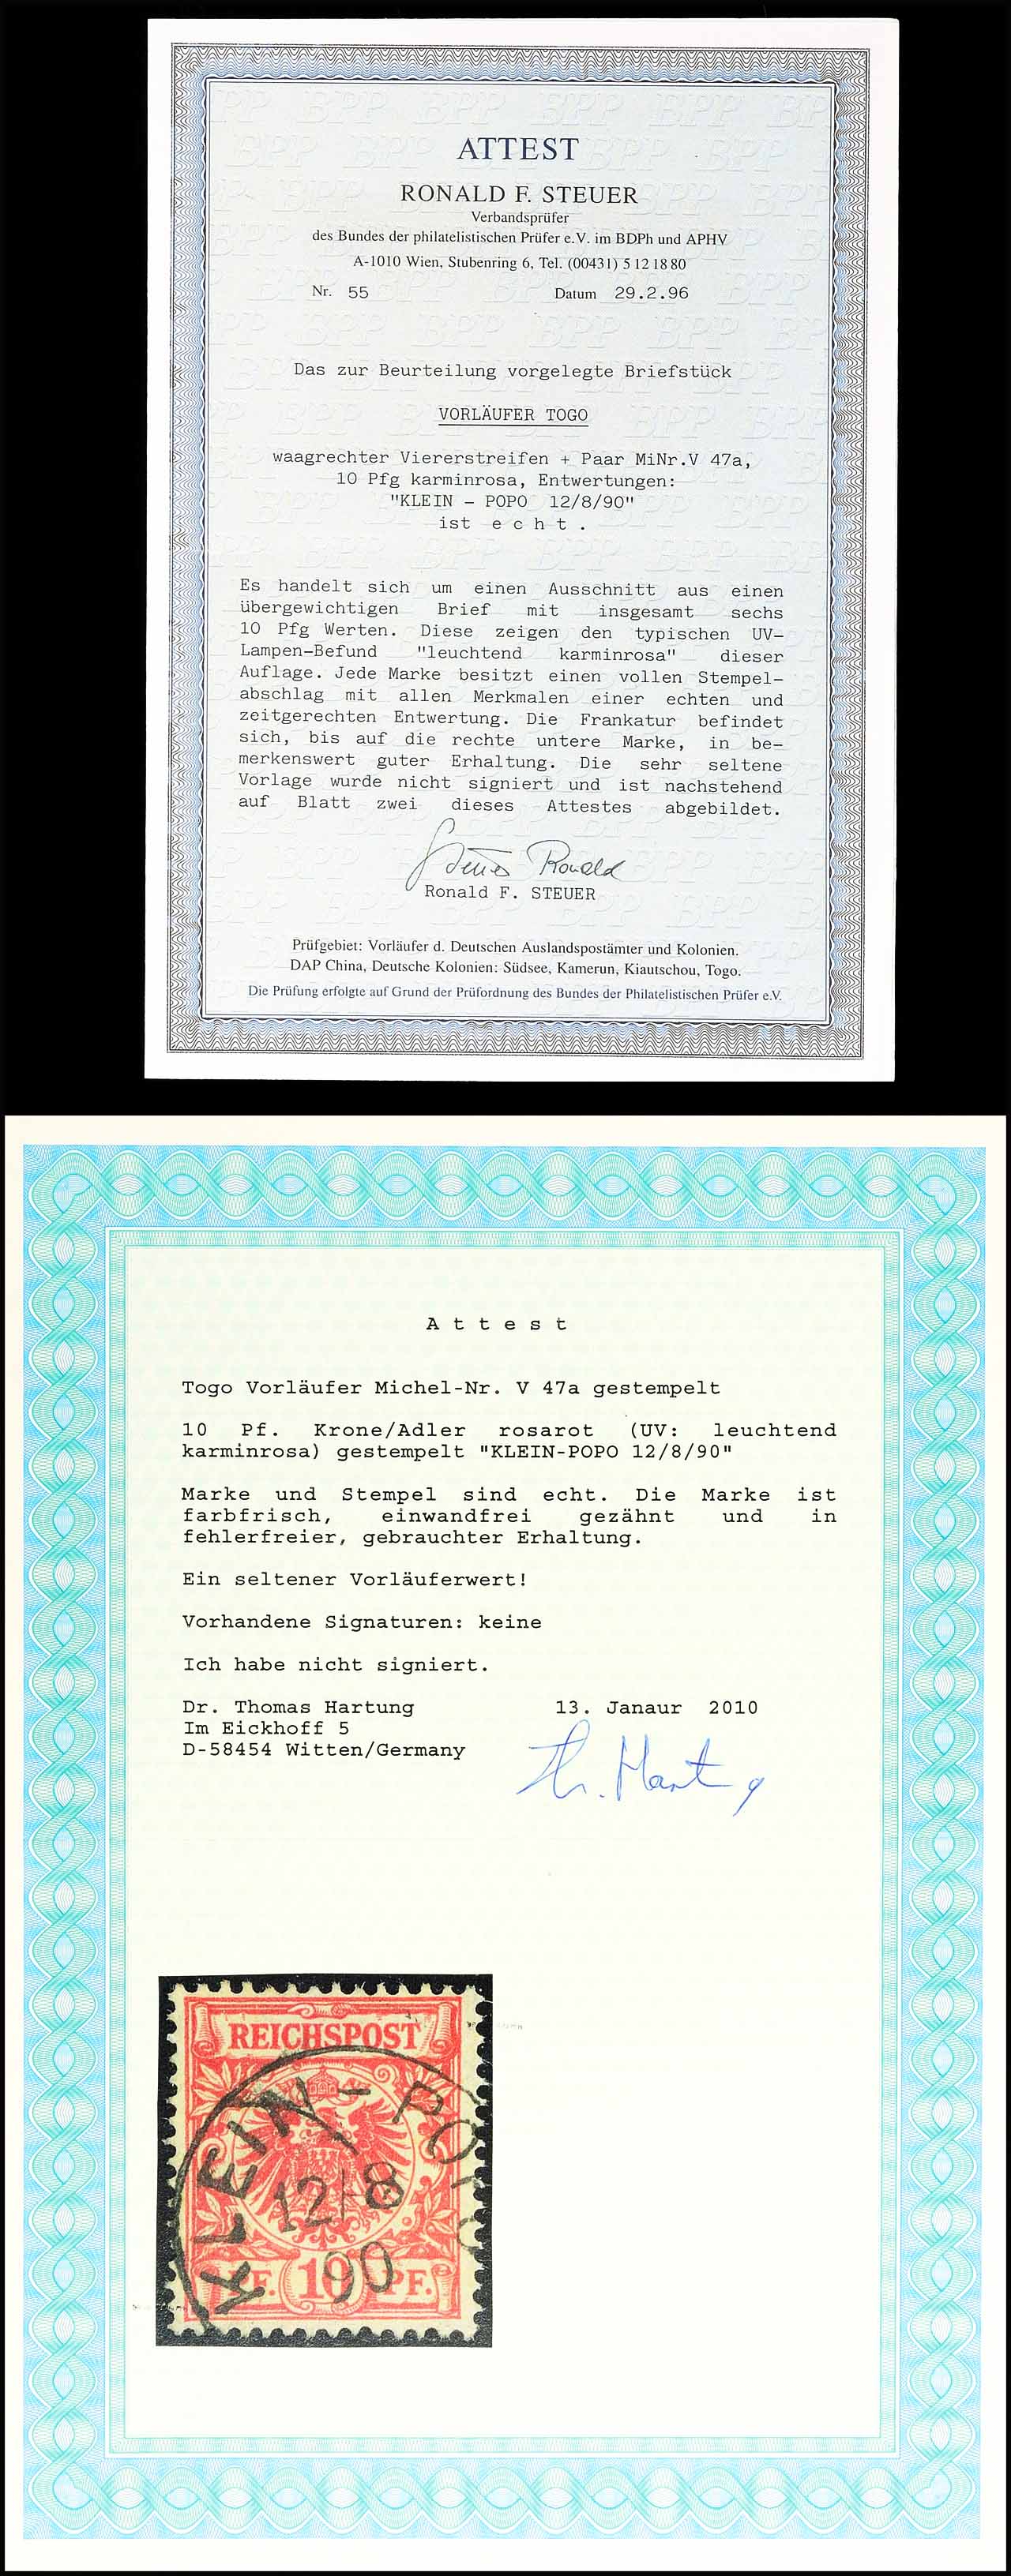 ATTEST
RONALD F. STEUER
Verbandsprüfer
des Bundes der philatelistischen Prüfer e.V. im BDPh und APHV
A-1010 Wien, Stubenring 6, Tel. (00431) 5 12 18 80
Nr. 55 Datum 29.2.96
Das zur Beurteilung vorgelegte Briefstück
VORLÄUFER TOGO
waagrechter Viererstreifen + Paar MiNr.V 47a,
10 Pfg karminrosa, Entwertungen:
"KLEIN - POPO 12/8/90"
ist e c h t .
Es handelt sich um einen Ausschnitt aus einen
übergewichtigen Brief mit insgesamt sechs
10 Pfg Werten. Diese zeigen den typischen UV-
Lampen-Befund "leuchtend karminrosa" dieser
Auflage. Jede Marke besitzt einen vollen Stempel-
abschlag mit allen Merkmalen einer echten und
zeitgerechten Entwertung. Die Frankatur befindet
sich, bis auf die rechte untere Marke, in be-
merkenswert guter Erhaltung. Die sehr seltene
Vorlage wurde nicht signiert und ist nachstehend
auf Blatt zwei dieses Attestes abgebildet.
Steuer Ronald
Ronald F. STEUER
Prüfgebiet: Vorläufer d. Deutschen Auslandspostämter und Kolonien.
DAP China, Deutsche Kolonien: Südsee, Kamerun, Kiautschou, Togo.
Die Prüfung erfolgte auf Grund der Prüfordnung des Bundes der Philatelistischen Prüfer e.V.
A t t e s t
Togo Vorläufer Michel-Nr. V 47a gestempelt
10 Pf. Krone/Adler rosarot (UV: leuchtend
karminrosa) gestempelt "KLEIN-POPO 12/8/90"
Marke und Stempel sind echt. Die Marke ist
farbfrisch, einwandfrei gezähnt und in
fehlerfreier, gebrauchter Erhaltung.
Ein seltener Vorläuferwert!
Vorhandene Signaturen: keine
Ich habe nicht signiert.
Dr. Thomas Hartung 13. Janaur 2010
Im Eickhoff 5
D-58454 Witten/Germany
Th. Hartung
REICHSPOST
KLEIN - POPO
12/8
90
PF. 10 PF.